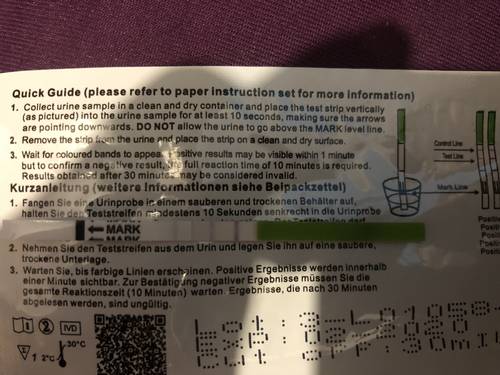 Quick Guide (please refer to paper instruction set for more information)
1. Collect urine sample in a clean and dry container and place the test strip vertically
(as pictured) into the urine sample for at least 10 seconds, making sure the arrows
are pointing downwards. DO NOT allow the urine to go above the MARK level line.
2. Remove the strip from the urine and place the strip on a clean and dry surface.
3. Wait for coloured bands to appear. Positive results may be visible within 1 minute
but to confirm a negative result, the full reaction time of 10 minutes is required.
Results obtained after 30 minutes may be considered invalid.
Control Line
Test Line
Mark Line
Kurzanleitung (weitere Informationen siehe Beipackzettel)
1. Fangen Sie eine Urinprobe in einem sauberen und trockenen Behälter auf,
halten Sie den Teststreifen mindestens 10 Sekunden senkrecht in die Urinprobe
MARK
MARK
2. Nehmen Sie den Teststreifen aus dem Urin und legen Sie ihn auf eine saubere,
trockene Unterlage.
3. Warten Sie, bis farbige Linien erscheinen. Positive Ergebnisse werden innerhalb
einer Minute sichtbar. Zur Bestätigung negativer Ergebnisse müssen Sie die
gesamte Reaktionszeit (10 Minuten) warten. Ergebnisse, die nach 30 Minuten
abgelesen werden, sind ungültig.
IVD
1
2°C
30°C